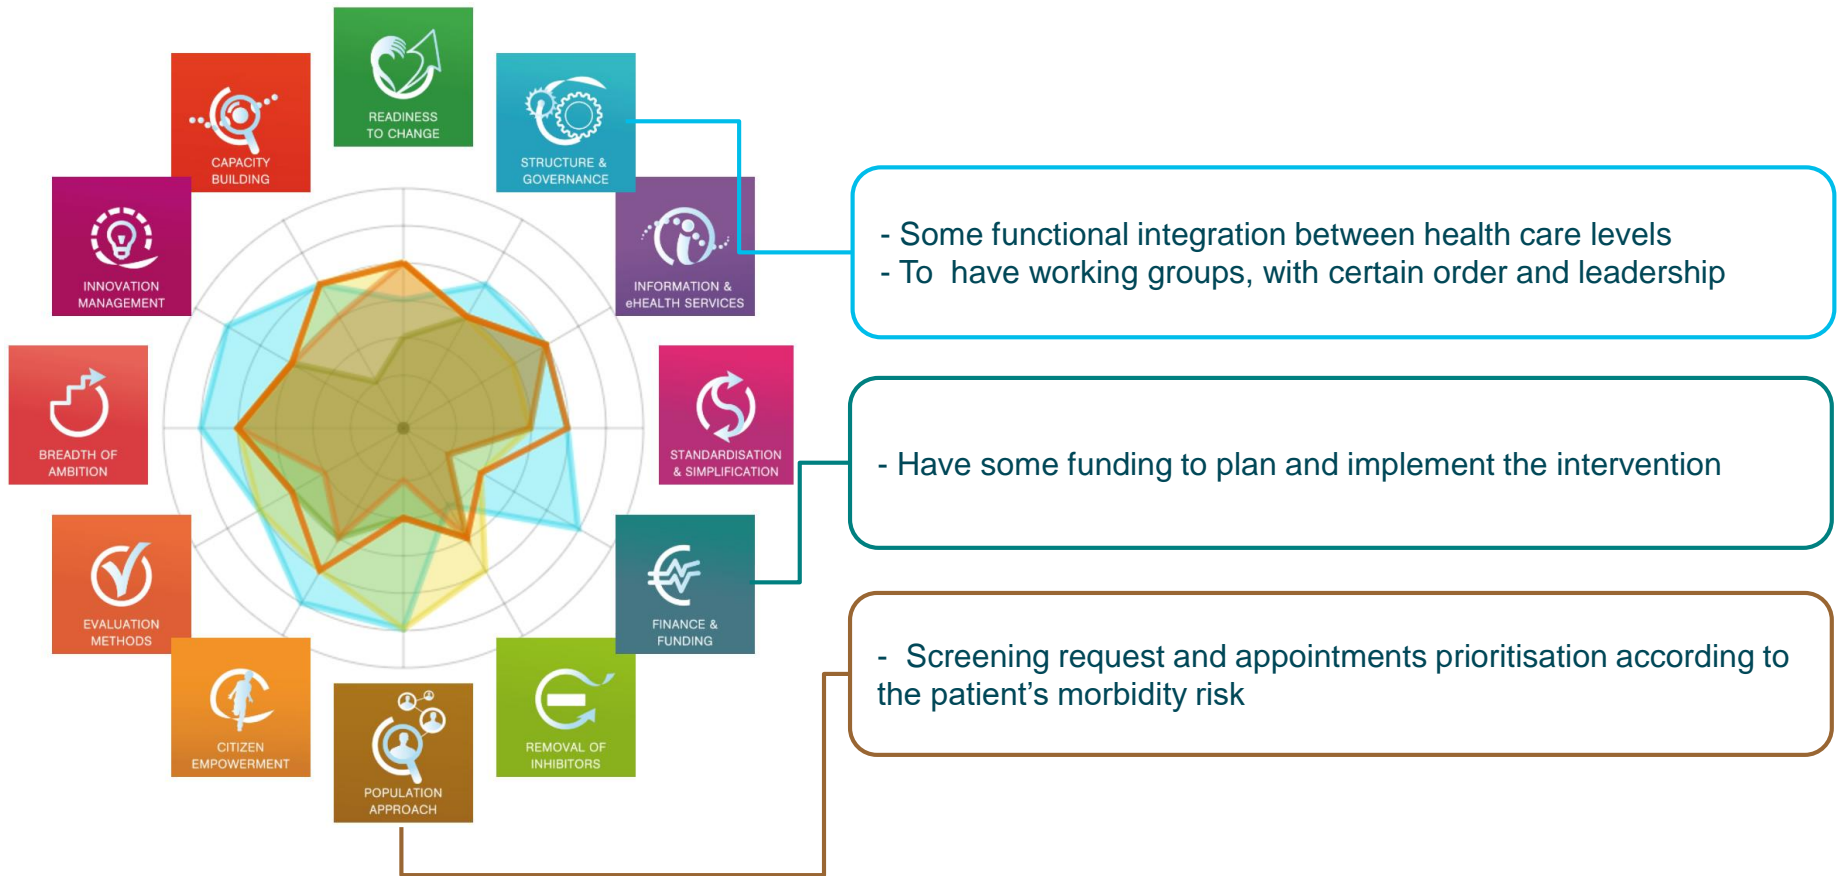 READINESS
TO CHANGE
STRUCTURE &
GOVERNANCE
INFORMATION &
eHEALTH SERVICES
STANDARDISATION
& SIMPLIFICATION
FINANCE &
FUNDING
REMOVAL OF
INHIBITORS
POPULATION
APPROACH
CITIZEN
EMPOWERMENT
EVALUATION
METHODS
BREADTH OF
AMBITION
INNOVATION
MANAGEMENT
CAPACITY
BUILDING
- Some functional integration between health care levels
- To  have working groups, with certain order and leadership
- Have some funding to plan and implement the intervention
-  Screening request and appointments prioritisation according to
the patient’s morbidity risk